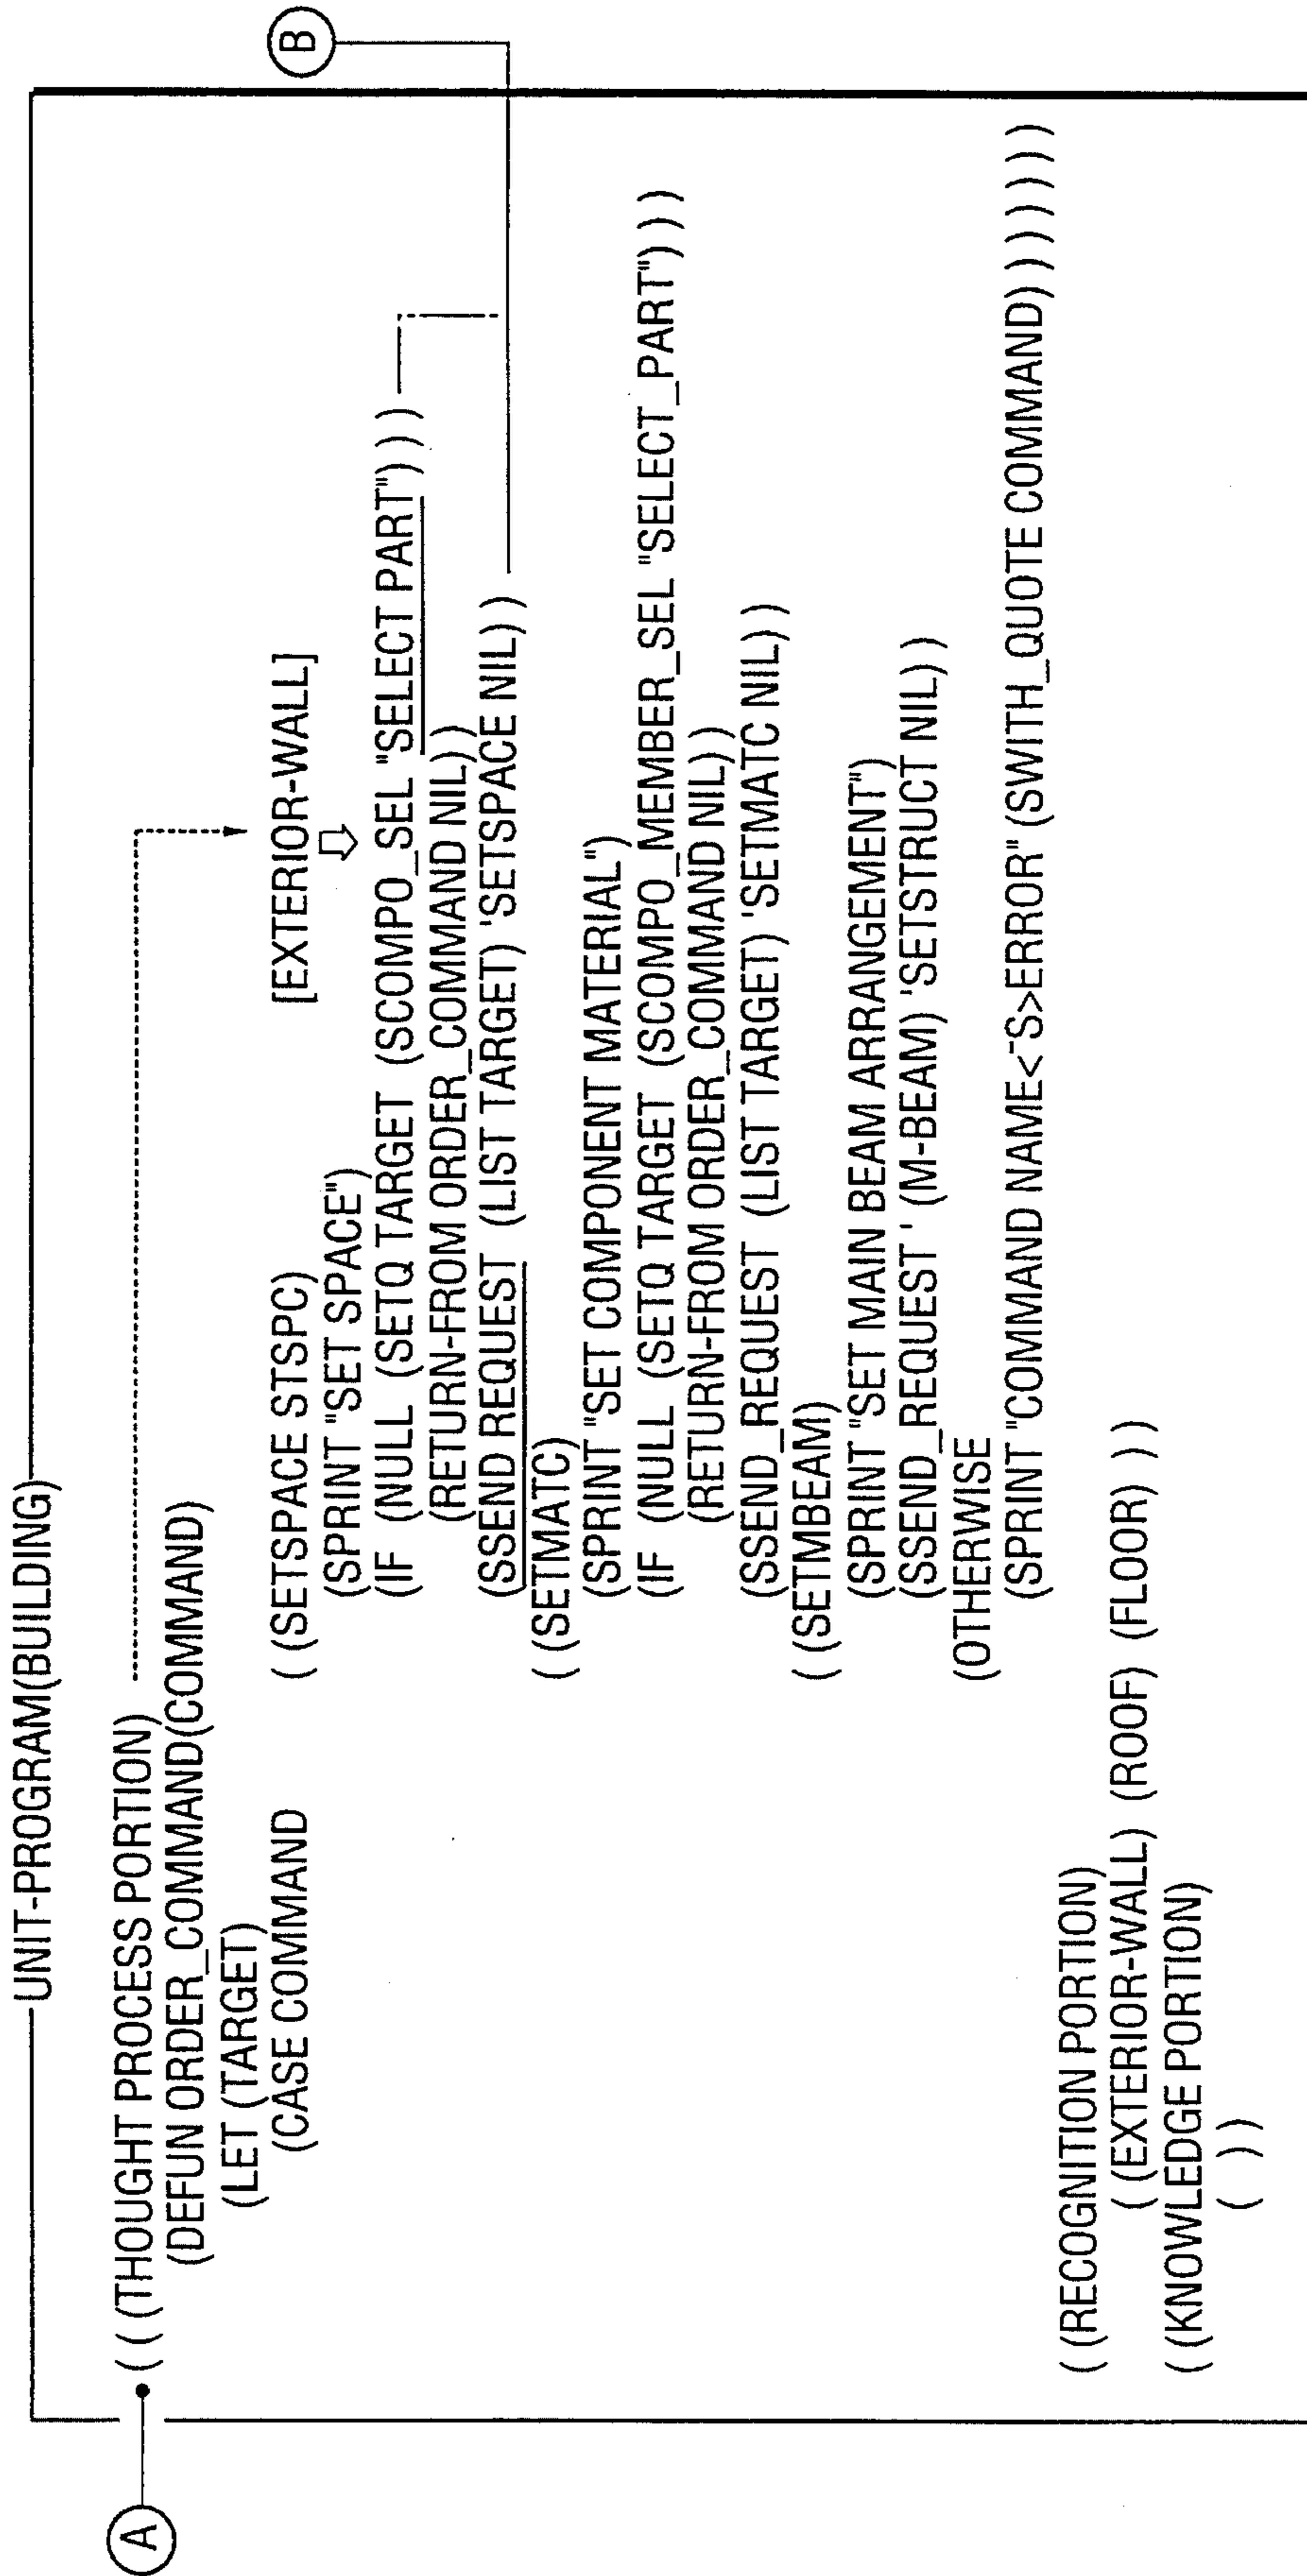 UNIT-PROGRAM(BUILDING)
A
( ( (THOUGHT PROCESS PORTION)
(DEFUN ORDER_COMMAND(COMMAND)
(LET (TARGET)
(CASE COMMAND
[EXTERIOR-WALL]
B
( (SETSPACE STSPC)
(SPRINT "SET SPACE")
(IF (NULL (SETQ TARGET (SCOMPO_SEL "SELECT PART") ) )
(RETURN-FROM ORDER_COMMAND NIL) )
(SSEND REQUEST (LIST TARGET) 'SETSPACE NIL) )
( (SETMATC)
(SPRINT "SET COMPONENT MATERIAL")
(IF (NULL (SETQ TARGET (SCOMPO_MEMBER_SEL "SELECT_PART") ) )
(RETURN-FROM ORDER_COMMAND NIL) )
(SSEND_REQUEST (LIST TARGET) 'SETMATC NIL) )
( (SETMBEAM)
(SPRINT "SET MAIN BEAM ARRANGEMENT")
(SSEND_REQUEST ' (M-BEAM) 'SETSTRUCT NIL) )
(OTHERWISE
(SPRINT "COMMAND NAME<~S>ERROR" (SWITH_QUOTE COMMAND) ) ) ) ) ) )
( (RECOGNITION PORTION)
( (EXTERIOR-WALL) (ROOF) (FLOOR) ) )
( (KNOWLEDGE PORTION)
( ) )